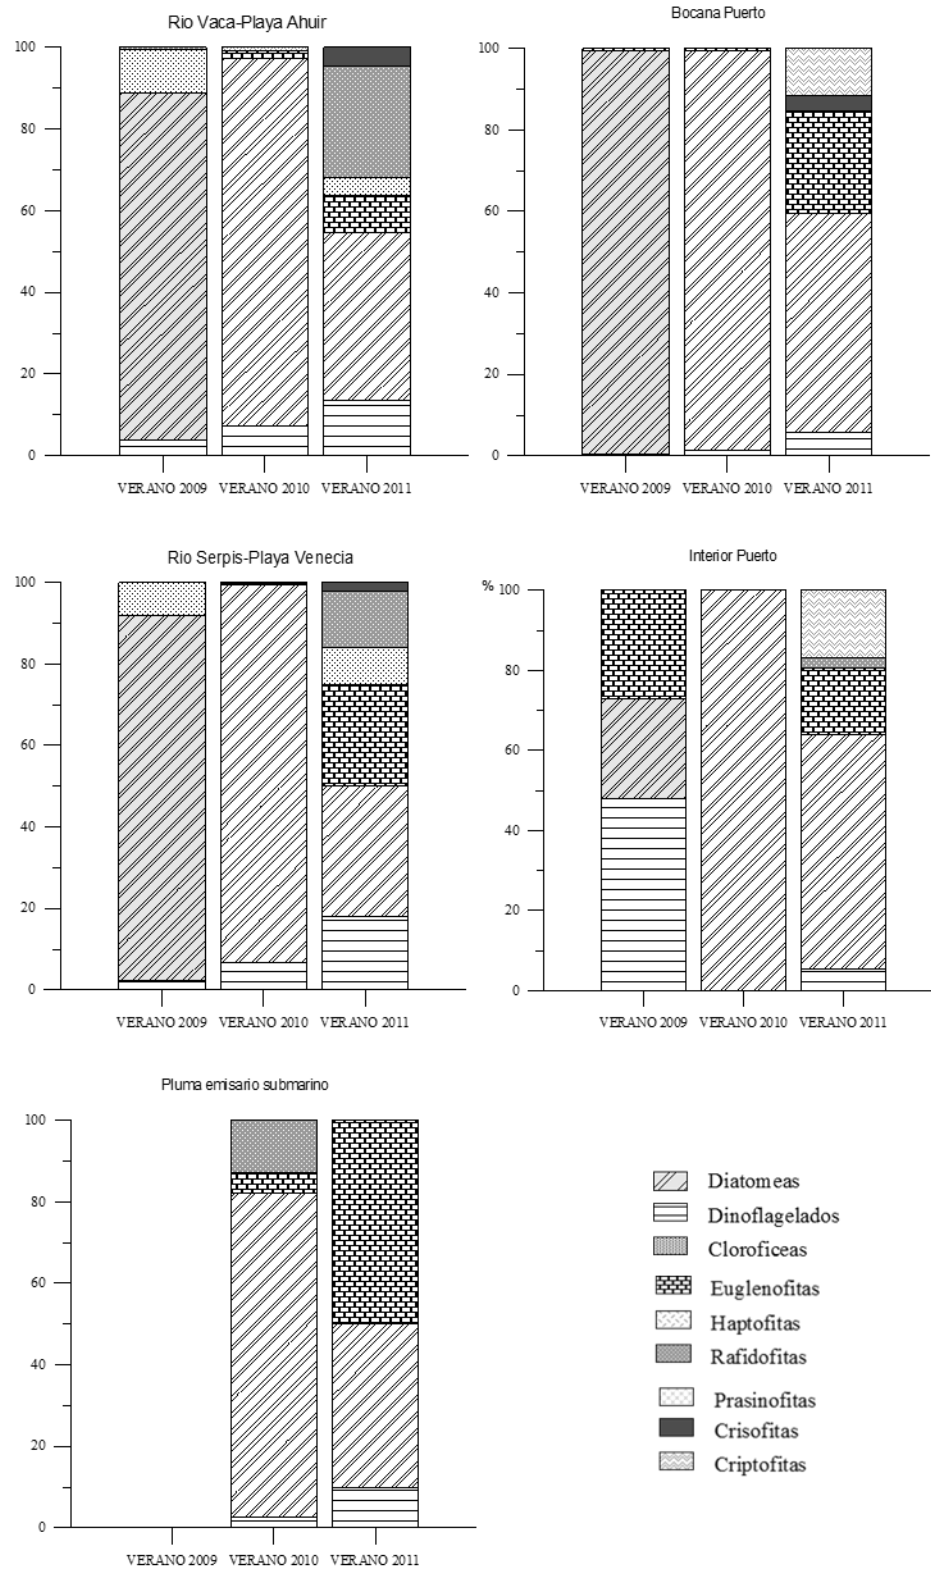 Rio Vaca-Playa Ahuir
100
80
60
40
20
0
VERANO 2009 VERANO 2010 VERANO 2011
Bocana Puerto
100
80
60
40
20
0
VERANO 2009 VERANO 2010 VERANO 2011
Rio Serpis-Playa Venecia
100
80
60
40
20
0
VERANO 2009 VERANO 2010 VERANO 2011
Interior Puerto
%
100
80
60
40
20
0
VERANO 2009 VERANO 2010 VERANO 2011
Pluma emisario submarino
100
80
60
40
20
0
VERANO 2009 VERANO 2010 VERANO 2011
Diatomeas
Dinoflagelados
Cloroficeas
Euglenofitas
Haptofitas
Rafidofitas
Prasinofitas
Crisofitas
Criptofitas